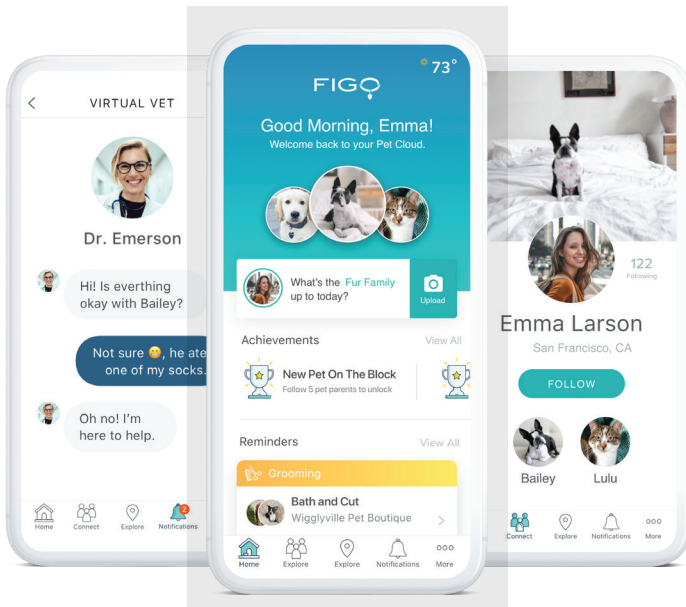 VIRTUAL VET
Dr. Emerson
Hi! Is everthing
okay with Bailey?
Not sure 😬, he ate
one of my socks.
Oh no! I'm
here to help.
Home
Connect
Explore
Notifications
2
73°
FIGO
Good Morning, Emma!
Welcome back to your Pet Cloud.
What's the Fur Family
up to today?
Upload
Achievements
View All
New Pet On The Block
Follow 5 pet parents to unlock
Reminders
View All
Grooming
Bath and Cut
Wigglyville Pet Boutique
Home
Explore
Explore
Notifications
More
122
Following
Emma Larson
San Francisco, CA
FOLLOW
Bailey
Lulu
Connect
Explore
Notifications
More